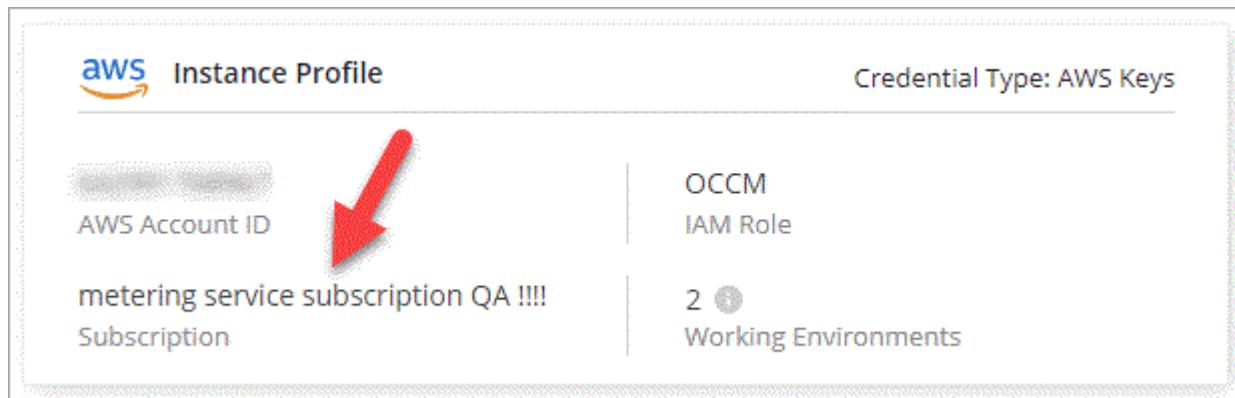 aws Instance Profile Credential Type: AWS Keys
OCCM
AWS Account ID IAM Role
metering service subscription QA !!!! 2
Subscription Working Environments